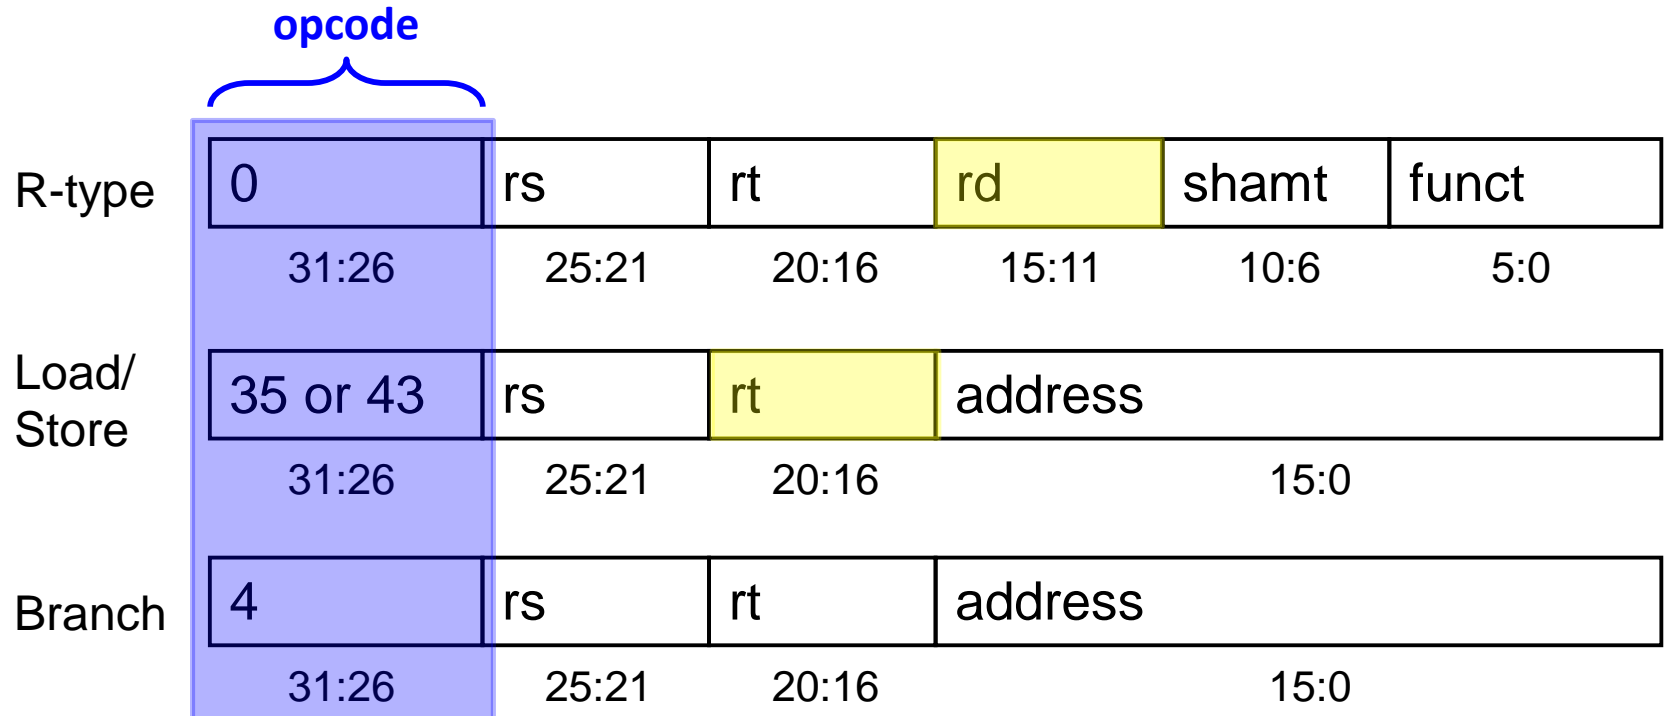 opcode
R-type 0 rs rt rd shamt funct
31:26 25:21 20:16 15:11 10:6 5:0
Load/
Store 35 or 43 rs rt address
31:26 25:21 20:16 15:0
Branch 4 rs rt address
31:26 25:21 20:16 15:0